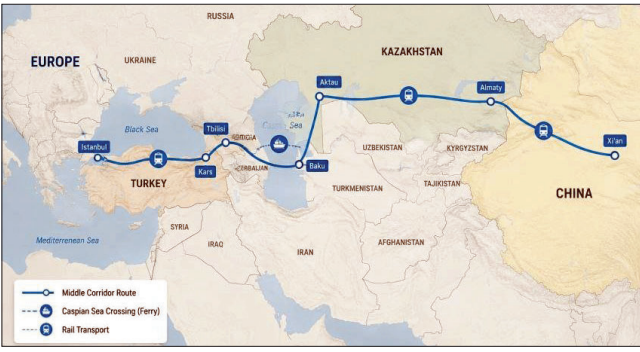 RUSSIA
EUROPE
UKRAINE
KAZAKHSTAN
Aktau
Almaty
Black Sea
Tbilisi
Sea
Istanbul
Xi'an
UZBEKISTAN
KYRGYZSTAN
Kars
Baku
TURKEY
TURKMENISTAN
TAJIKISTAN
CHINA
SYRIA
Mediterranean Sea
IRAQ
IRAN
AFGHANISTAN
Middle Corridor Route
Caspian Sea Crossing (Ferry)
Rail Transport